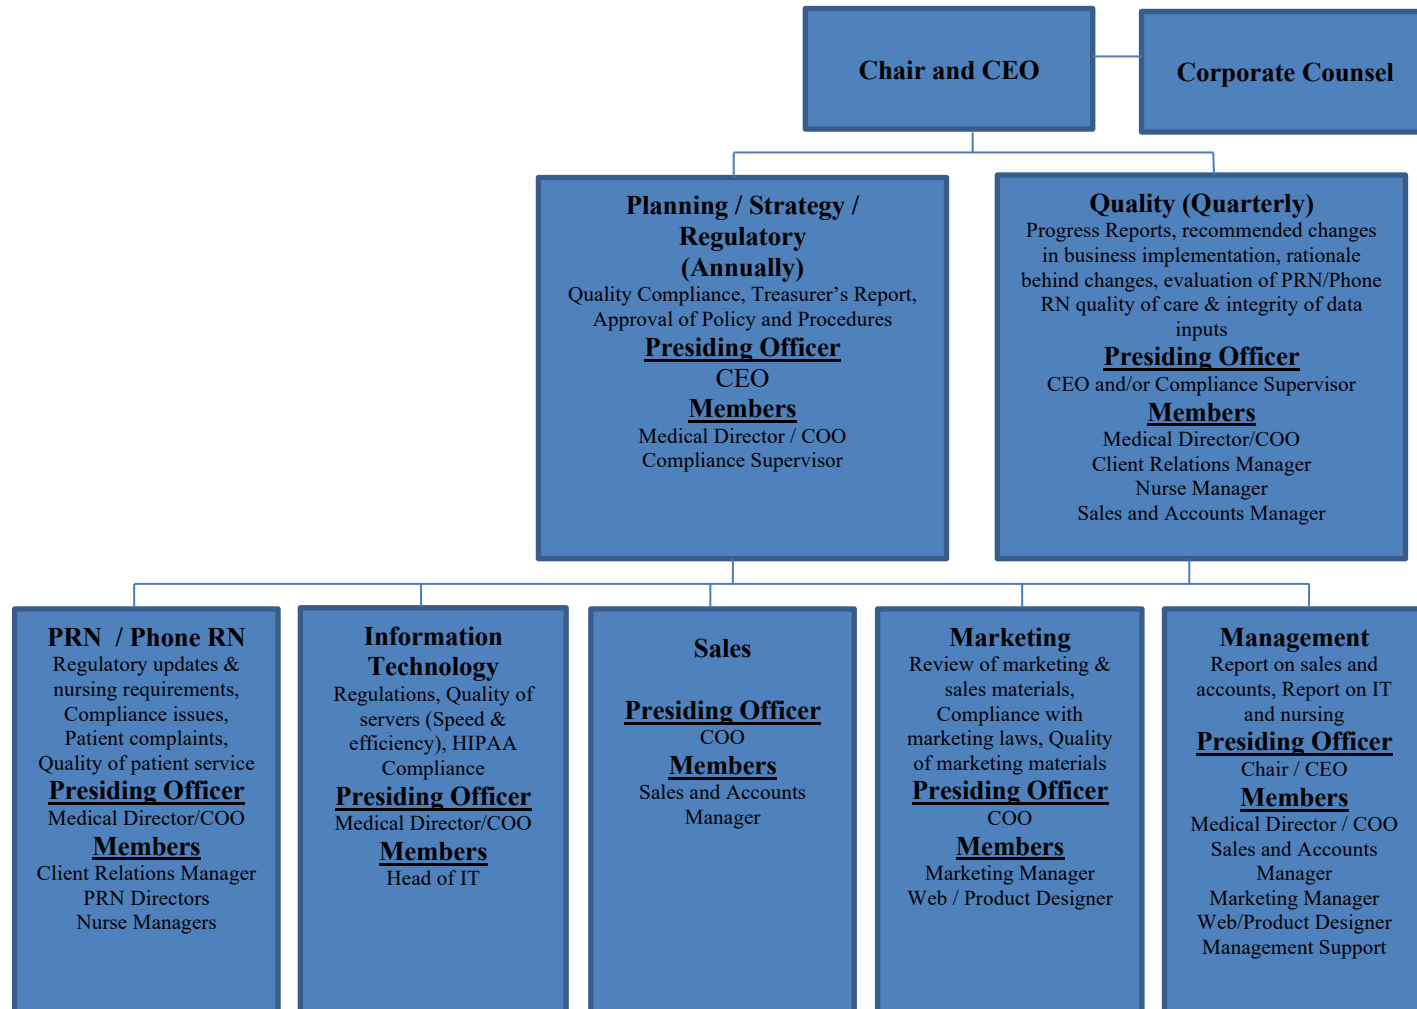 Chair and CEO
Corporate Counsel
Planning / Strategy /
Regulatory
(Annually)
Quality Compliance, Treasurer’s Report,
Approval of Policy and Procedures
Presiding Officer
CEO
Members
Medical Director / COO
Compliance Supervisor
Quality (Quarterly)
Progress Reports, recommended changes
in business implementation, rationale
behind changes, evaluation of PRN/Phone
RN quality of care & integrity of data
inputs
Presiding Officer
CEO and/or Compliance Supervisor
Members
Medical Director/COO
Client Relations Manager
Nurse Manager
Sales and Accounts Manager
PRN  / Phone RN
Regulatory updates &
nursing requirements,
Compliance issues,
Patient complaints,
Quality of patient service
Presiding Officer
Medical Director/COO
Members
Client Relations Manager
PRN Directors
Nurse Managers
Information
Technology
Regulations, Quality of
servers (Speed &
efficiency), HIPAA
Compliance
Presiding Officer
Medical Director/COO
Members
Head of IT
Sales
Presiding Officer
COO
Members
Sales and Accounts
Manager
Marketing
Review of marketing &
sales materials,
Compliance with
marketing laws, Quality
of marketing materials
Presiding Officer
COO
Members
Marketing Manager
Web / Product Designer
Management
Report on sales and
accounts, Report on IT
and nursing
Presiding Officer
Chair / CEO
Members
Medical Director / COO
Sales and Accounts
Manager
Marketing Manager
Web/Product Designer
Management Support